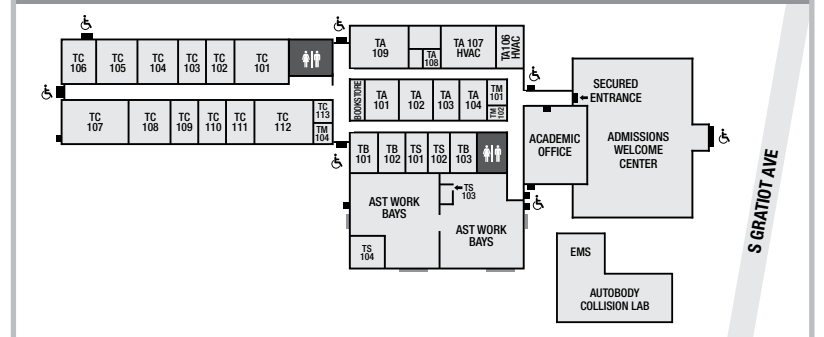 TC
106
TC
105
TC
104
TC
103
TC
102
TC
101
TA
109
TA
108
TA 107
HVAC
TA106
HVAC
TC
107
TC
108
TC
109
TC
110
TC
111
TC
112
TC
113
TM
104
BOOKSTORE
TA
101
TA
102
TA
103
TA
104
TM
101
TM
102
SECURED
ENTRANCE
ACADEMIC
OFFICE
ADMISSIONS
WELCOME
CENTER
TB
101
TB
102
TS
101
TS
102
TB
103
TS
103
AST WORK
BAYS
AST WORK
BAYS
TS
104
EMS
AUTOBODY
COLLISION LAB
S GRATIOT AVE